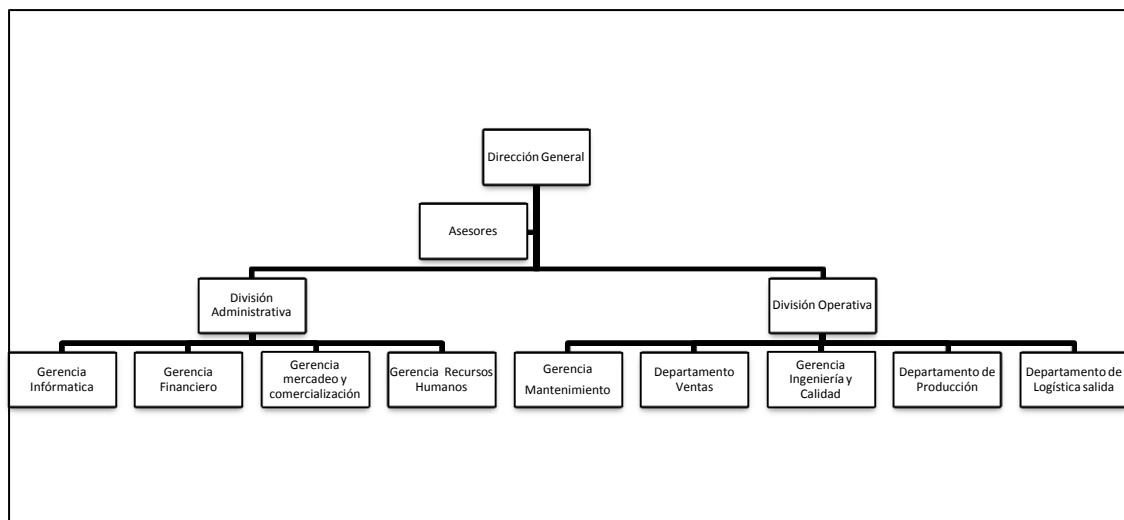 Dirección General
Asesores
División
Administrativa
División Operativa
Gerencia
Infórmatica
Gerencia
Financiero
Gerencia
mercadeo y
comercialización
Gerencia Recursos
Humanos
Gerencia
Mantenimiento
Departamento
Ventas
Gerencia
Ingeniería y
Calidad
Departamento de
Producción
Departamento de
Logística salida